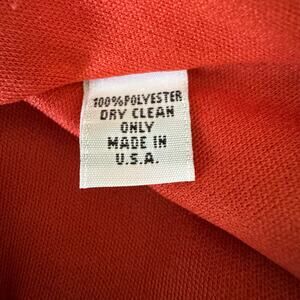 100%POLYESTER
DRY CLEAN
ONLY
MADE IN
U.S.A.